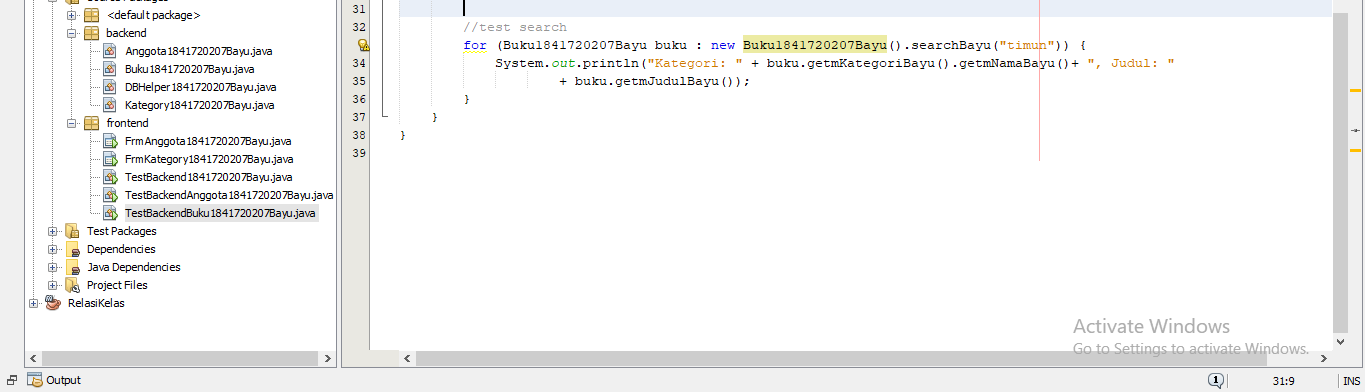 <default package>
backend
Anggota1841720207Bayu.java
Buku1841720207Bayu.java
DBHelper1841720207Bayu.java
Kategory1841720207Bayu.java
frontend
FrmAnggota1841720207Bayu.java
FrmKategory1841720207Bayu.java
TestBackend1841720207Bayu.java
TestBackendAnggota1841720207Bayu.java
TestBackendBuku1841720207Bayu.java
Test Packages
Dependencies
Java Dependencies
Project Files
RelasiKelas
31
32 //test search
33 for (Buku1841720207Bayu buku : new Buku1841720207Bayu().searchBayu("timun")) {
34 System.out.println("Kategori: " + buku.getmKategoriBayu().getmNamaBayu()+ ", Judul: "
35 + buku.getmJudulBayu());
36 }
37 }
38 }
39
Activate Windows
Go to Settings to activate Windows.
Output
1
31:9
INS